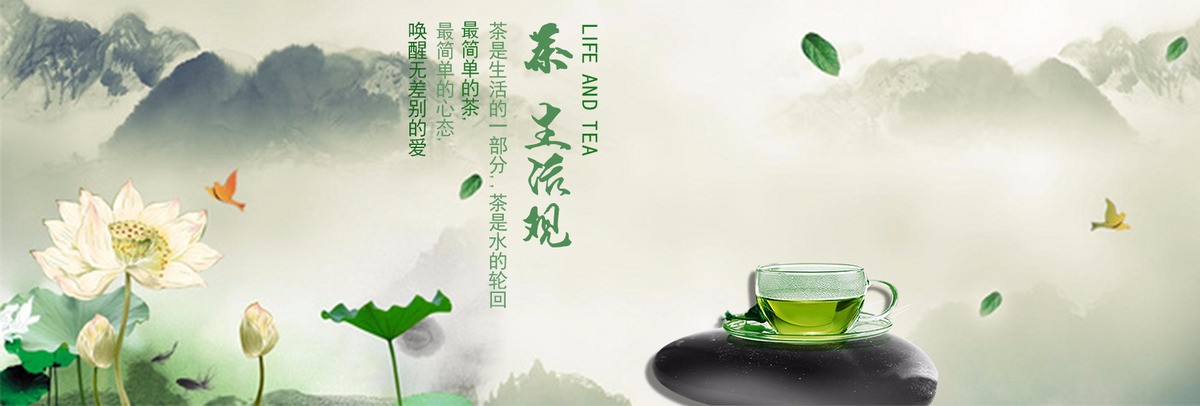 LIFE AND TEA
茶 生活观
茶是生活的一部分,.茶是水的轮回
最简单的茶,
最简单的心态,
唤醒无差别的爱